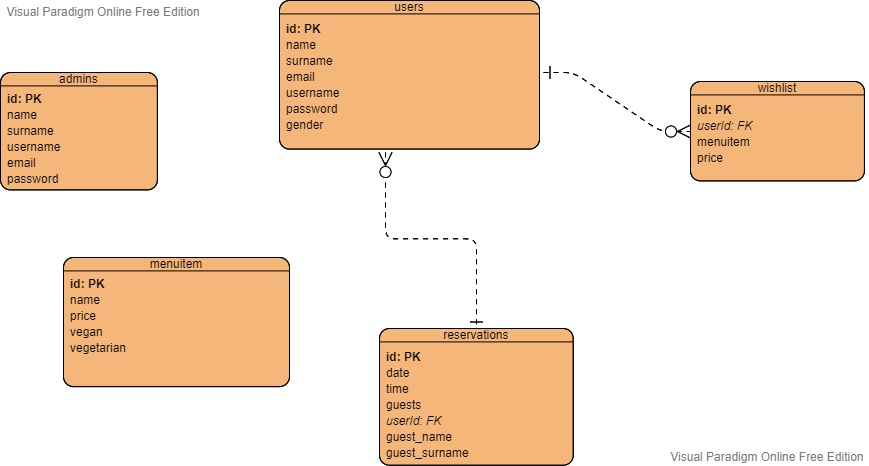 Visual Paradigm Online Free Edition
users
id: PK
name
surname
email
username
password
gender
admins
id: PK
name
surname
username
email
password
wishlist
id: PK
userId: FK
menuitem
price
menuitem
id: PK
name
price
vegan
vegetarian
reservations
id: PK
date
time
guests
userId: FK
guest_name
guest_surname
Visual Paradigm Online Free Edition